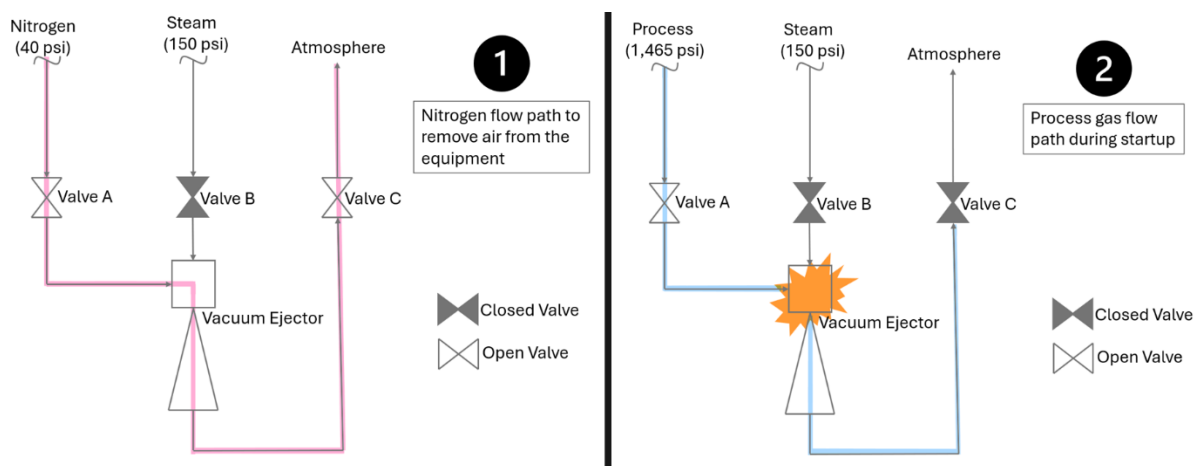 Nitrogen
(40 psi)
Steam
(150 psi)
Atmosphere
1
Nitrogen flow path to
remove air from the
equipment
Valve A
Valve B
Valve C
Vacuum Ejector
Closed Valve
Open Valve
Process
(1,465 psi)
Steam
(150 psi)
Atmosphere
2
Process gas flow
path during startup
Valve A
Valve B
Valve C
Vacuum Ejector
Closed Valve
Open Valve